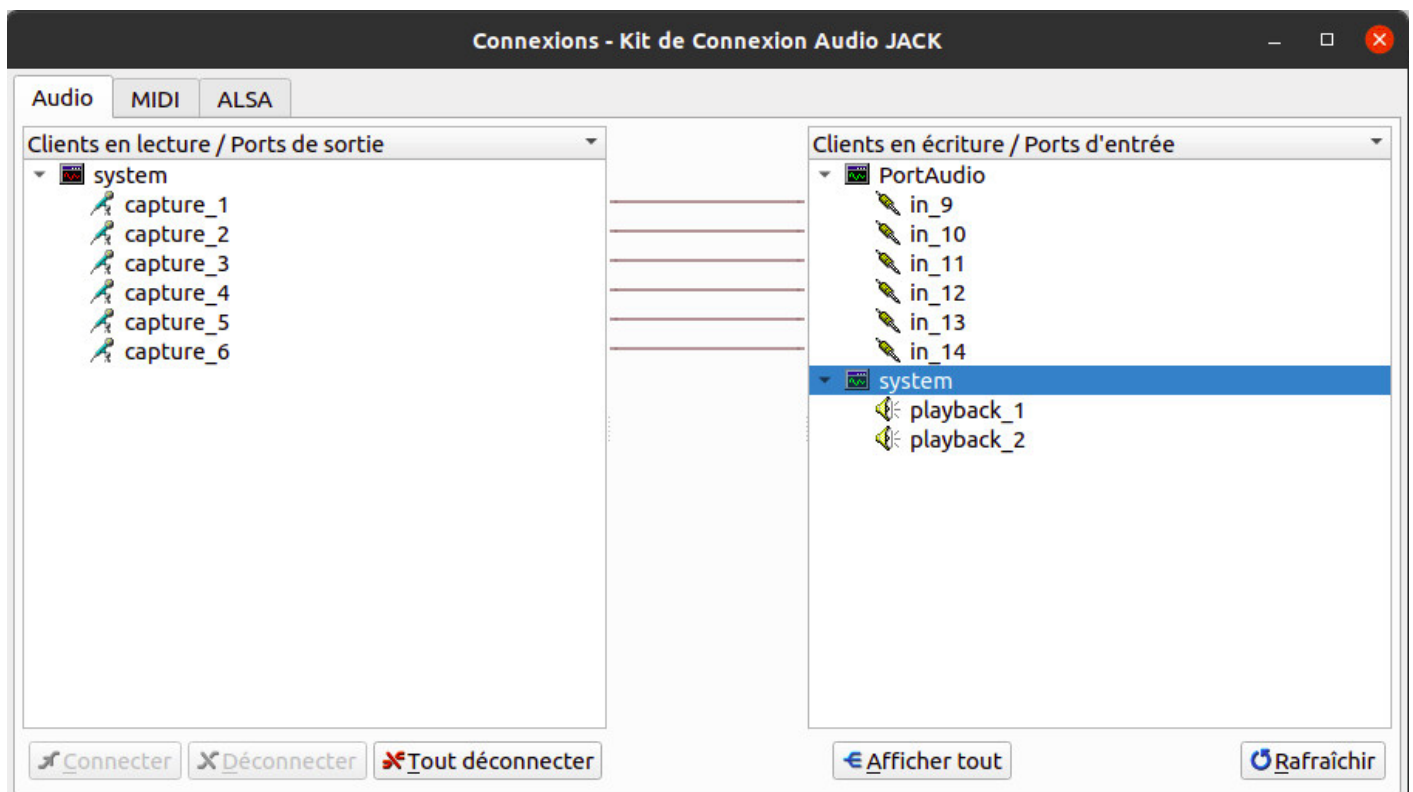 Connexions - Kit de Connexion Audio JACK
Audio MIDI ALSA
Clients en lecture / Ports de sortie
system
capture_1
capture_2
capture_3
capture_4
capture_5
capture_6
Clients en écriture / Ports d'entrée
PortAudio
in_9
in_10
in_11
in_12
in_13
in_14
system
playback_1
playback_2
Connecter Déconnecter Tout déconnecter Afficher tout Rafraîchir